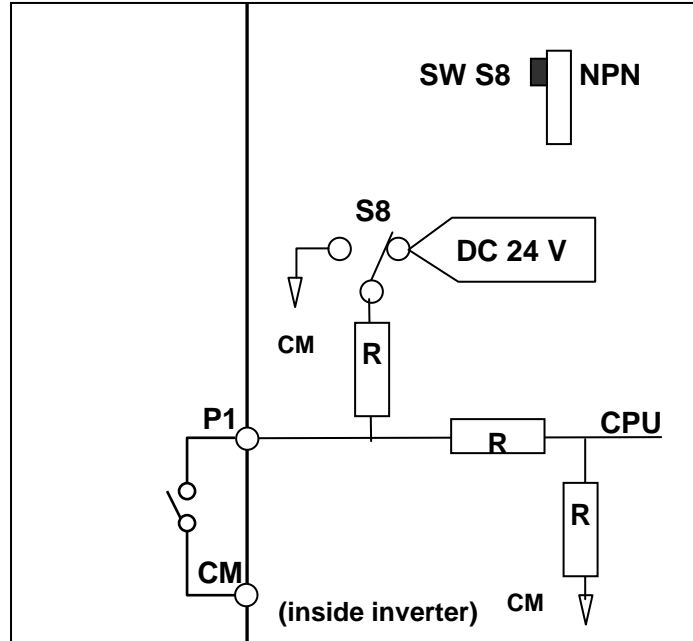 SW S8 NPN
S8
DC 24 V
CM
R
P1
R
CPU
R
CM
(inside inverter)
CM